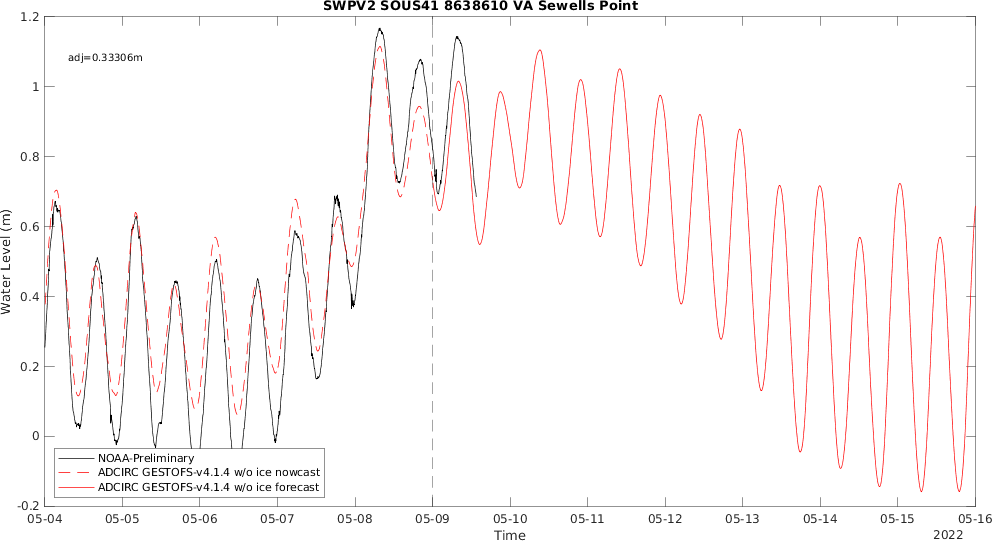 SWPV2 SOUS41 8638610 VA Sewells Point
adj=0.33306m
Water Level (m)
1.2
1
0.8
0.6
0.4
0.2
0
-0.2
NOAA-Preliminary
ADCIRC GESTOFS-v4.1.4 w/o ice nowcast
ADCIRC GESTOFS-v4.1.4 w/o ice forecast
05-04 05-05 05-06 05-07 05-08 05-09 05-10 05-11 05-12 05-13 05-14 05-15 05-16
Time
2022